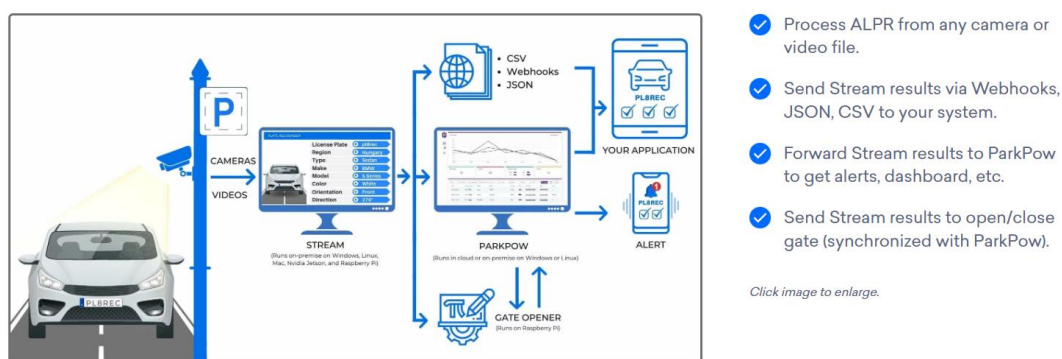 P
CAMERAS
VIDEOS
PL8REC
License Plate
pl8rec
Region
Hungary
Type
Sedan
Make
Model
Color
White
Orientation
Front
Direction
STREAM
(Runs on-premise on Windows, Linux,
Mac, Nvidia Jetson, and Raspberry Pi)
• CSV
• Webhooks
• JSON
PARKPOW
(Runs in cloud or on-premise on Windows or Linux)
GATE OPENER
(Runs on Raspberry Pi)
PL8REC
YOUR APPLICATION
PL8REC
ALERT
Process ALPR from any camera or
video file.
Send Stream results via Webhooks,
JSON, CSV to your system.
Forward Stream results to ParkPow
to get alerts, dashboard, etc.
Send Stream results to open/close
gate (synchronized with ParkPow).
Click image to enlarge.